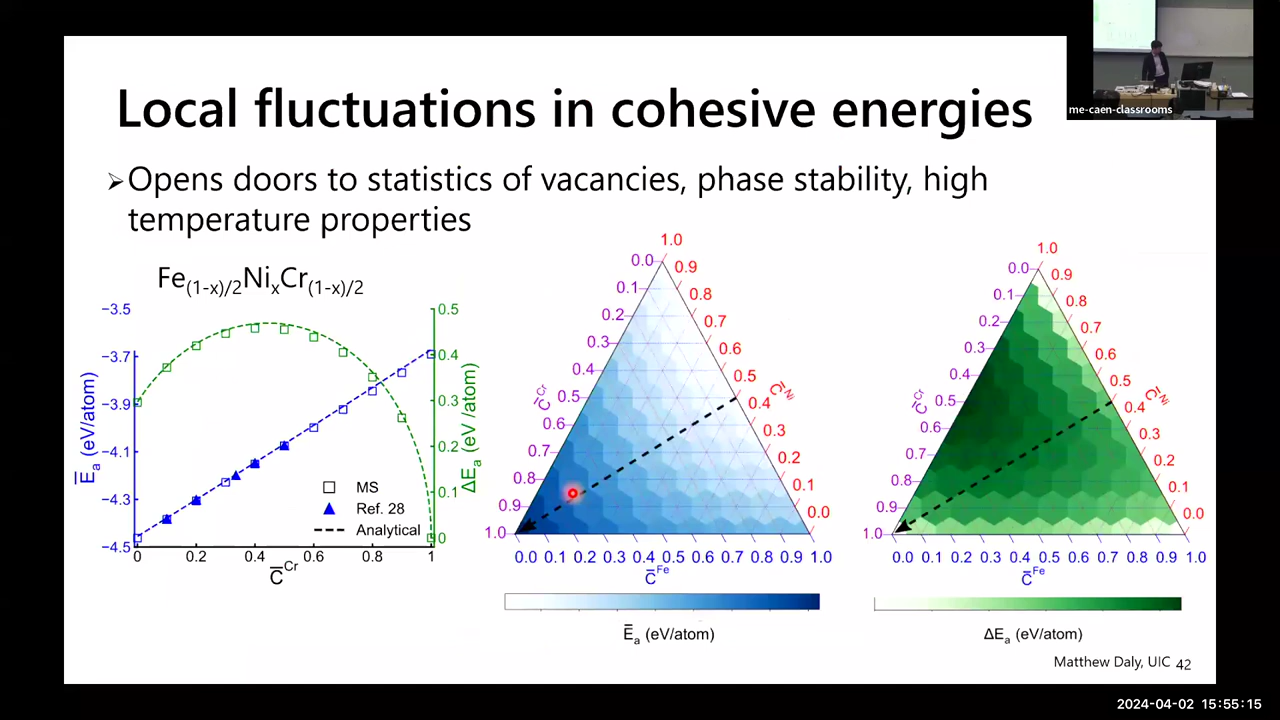 me-caen-classrooms
Local fluctuations in cohesive energies
➢Opens doors to statistics of vacancies, phase stability, high
temperature properties
Fe(1-x)/2NixCr(1-x)/2
−3.5
−3.7
−3.9
−4.1
−4.3
−4.5
E̅a (eV/atom)
0.5
0.4
0.3
0.2
0.1
0
ΔEa (eV /atom)
MS
Ref. 28
Analytical
0 0.2 0.4 0.6 0.8 1
C̅Cr
0.0
0.1
0.2
0.3
0.4
0.5
0.6
0.7
0.8
0.9
1.0
C̅Cr
1.0
0.9
0.8
0.7
0.6
0.5
0.4
0.3
0.2
0.1
0.0
C̅Ni
0.0 0.1 0.2 0.3 0.4 0.5 0.6 0.7 0.8 0.9 1.0
C̅Fe
E̅a (eV/atom)
0.0
0.1
0.2
0.3
0.4
0.5
0.6
0.7
0.8
0.9
1.0
C̅Cr
1.0
0.9
0.8
0.7
0.6
0.5
0.4
0.3
0.2
0.1
0.0
C̅Ni
0.0 0.1 0.2 0.3 0.4 0.5 0.6 0.7 0.8 0.9 1.0
C̅Fe
ΔEa (eV/atom)
Matthew Daly, UIC 42
2024-04-02 15:55:15